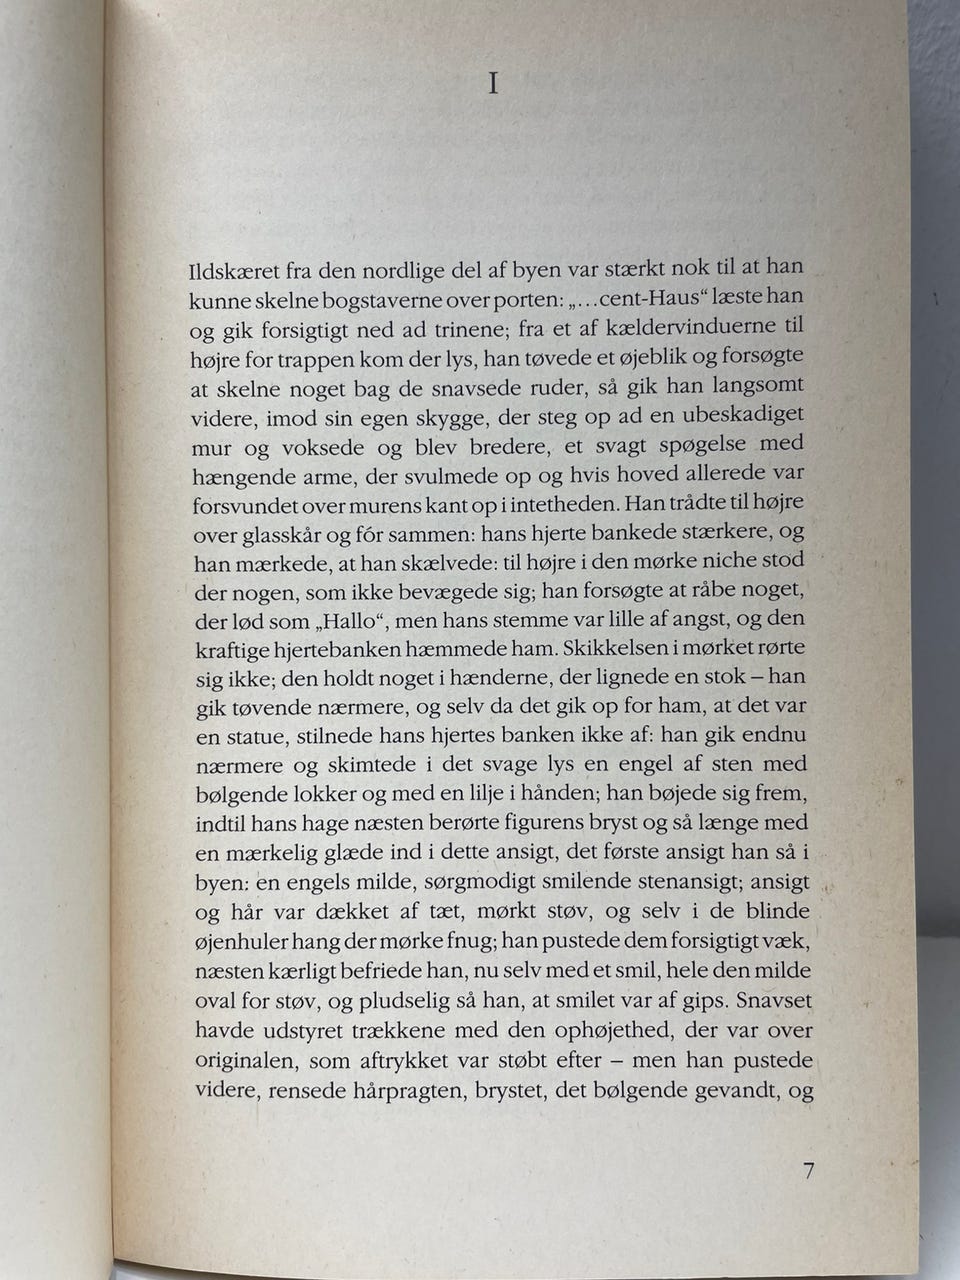 I
Ildskæret fra den nordlige del af byen var stærkt nok til at han
kunne skelne bogstaverne over porten: „…cent-Haus“ læste han
og gik forsigtigt ned ad trinene; fra et af kældervinduerne til
højre for trappen kom der lys, han tøvede et øjeblik og forsøgte
at skelne noget bag de snavsede ruder, så gik han langsomt
videre, imod sin egen skygge, der steg op ad en ubeskadiget
mur og voksede og blev bredere, et svagt spøgelse med
hængende arme, der svulmede op og hvis hoved allerede var
forsvundet over murens kant op i intetheden. Han trådte til højre
over glasskår og fór sammen: hans hjerte bankede stærkere, og
han mærkede, at han skælvede: til højre i den mørke niche stod
der nogen, som ikke bevægede sig; han forsøgte at råbe noget,
der lød som „Hallo“, men hans stemme var lille af angst, og den
kraftige hjertebanken hæmmede ham. Skikkelsen i mørket rørte
sig ikke; den holdt noget i hænderne, der lignede en stok – han
gik tøvende nærmere, og selv da det gik op for ham, at det var
en statue, stilnede hans hjertes banken ikke af: han gik endnu
nærmere og skimtede i det svage lys en engel af sten med
bølgende lokker og med en lilje i hånden; han bøjede sig frem,
indtil hans hage næsten berørte figurens bryst og så længe med
en mærkelig glæde ind i dette ansigt, det første ansigt han så i
byen: en engels milde, sørgmodigt smilende stenansigt; ansigt
og hår var dækket af tæt, mørkt støv, og selv i de blinde
øjenhuler hang der mørke fnug; han pustede dem forsigtigt væk,
næsten kærligt befriede han, nu selv med et smil, hele den milde
oval for støv, og pludselig så han, at smilet var af gips. Snavset
havde udstyret trækkene med den ophøjethed, der var over
originalen, som aftrykket var støbt efter – men han pustede
videre, rensede hårpragten, brystet, det bølgende gevandt, og
7